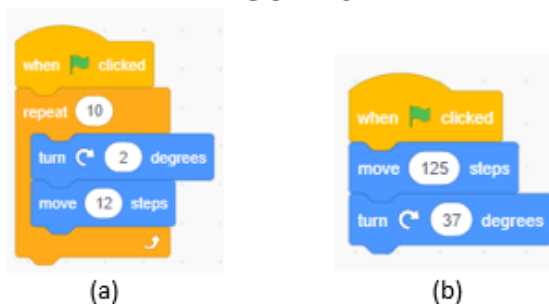 when clicked
repeat 10
turn 2 degrees
move 12 steps
(a)
when clicked
move 125 steps
turn 37 degrees
(b)